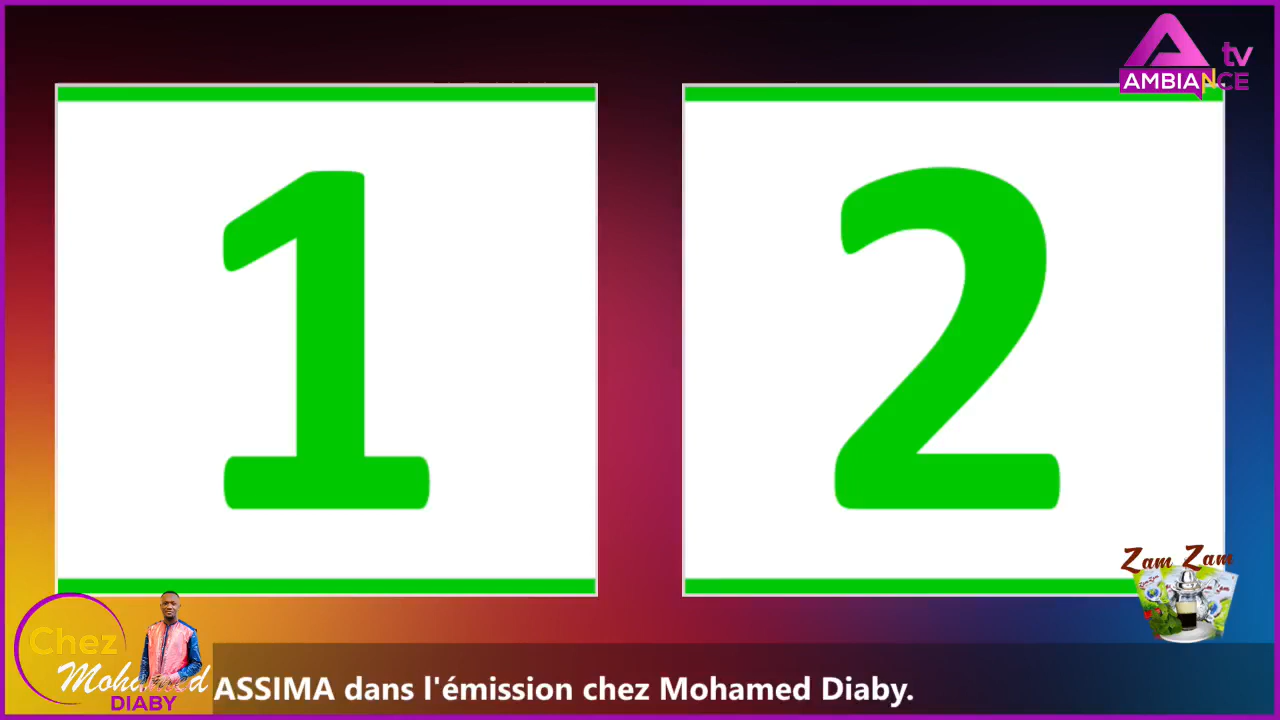 tv
AMBIANCE
1
2
Zam Zam
Chez
Mohamed
DIABY
ASSIMA dans l'émission chez Mohamed Diaby.